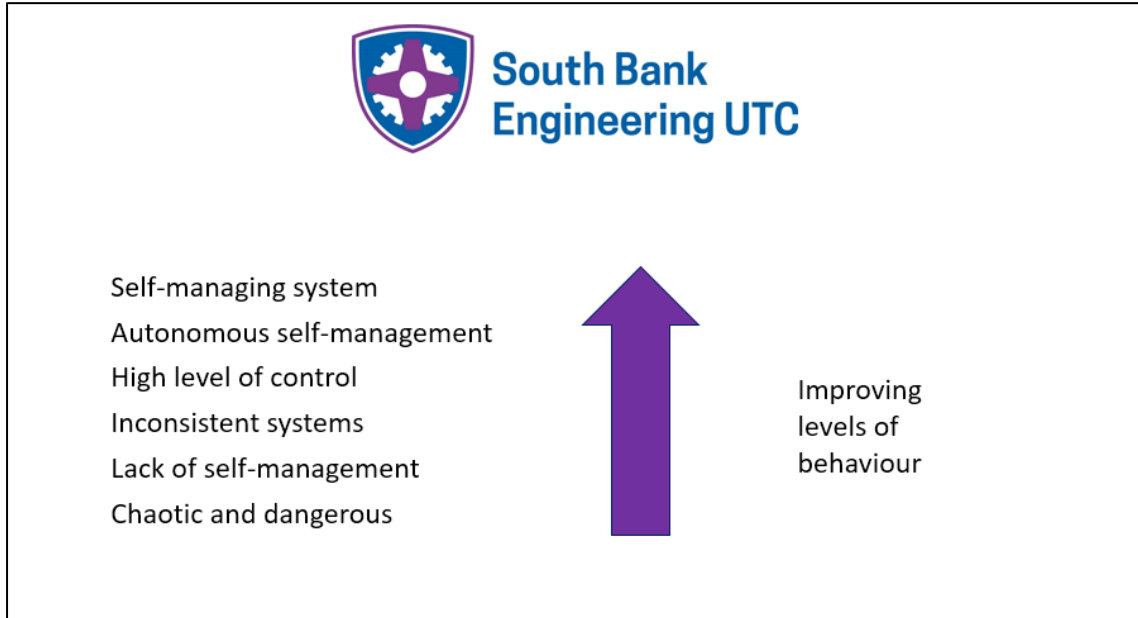 South Bank
Engineering UTC
Self-managing system
Autonomous self-management
High level of control
Inconsistent systems
Lack of self-management
Chaotic and dangerous
Improving
levels of
behaviour